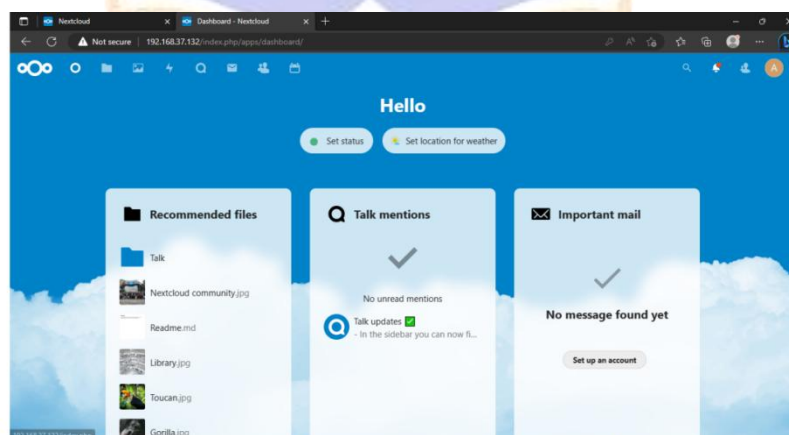 Nextcloud
Dashboard - Nextcloud
Not secure | 192.168.37.132/index.php/apps/dashboard/
A
Hello
Set status
Set location for weather
Recommended files
Talk
Nextcloud community.jpg
Readme.md
Library.jpg
Toucan.jpg
Gorilla.jpg
Talk mentions
No unread mentions
Talk updates ✅
- In the sidebar you can now fi...
Important mail
No message found yet
Set up an account